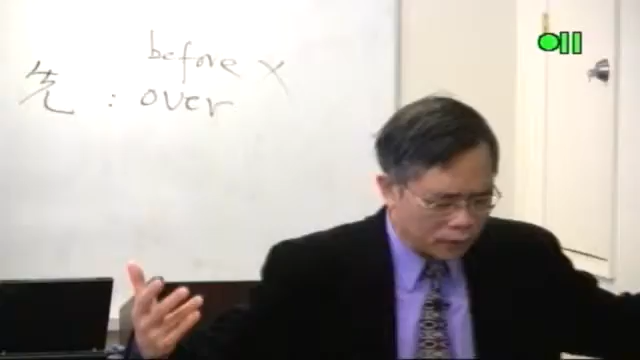 before ×
先 : over